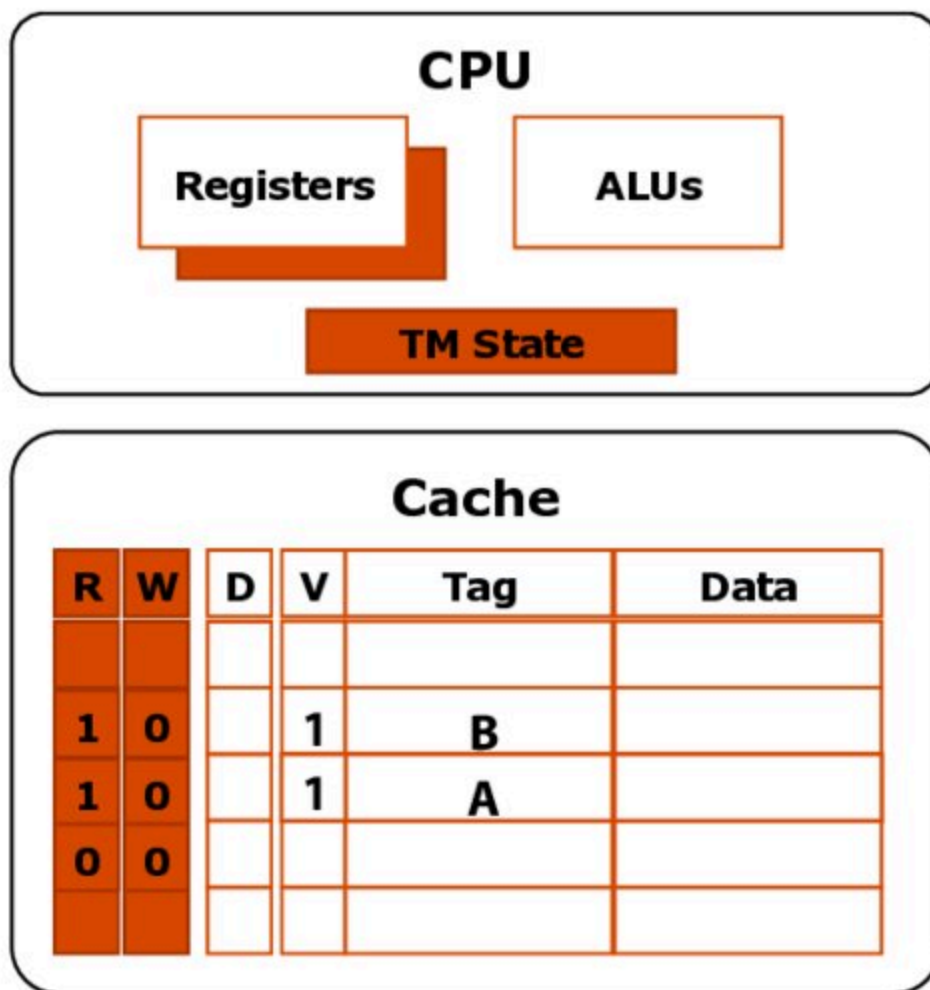 CPU
Registers ALUs
TM State
Cache
R W D V Tag Data
1 0 1 B
1 0 1 A
0 0